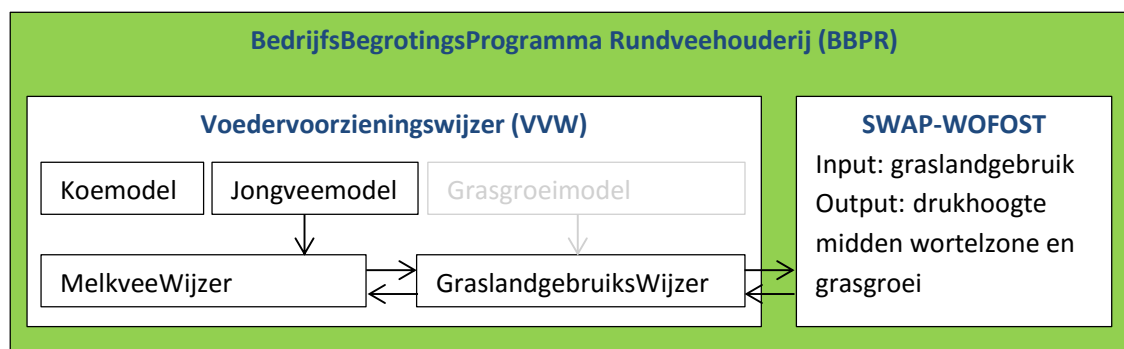 BedrijfsBegrotingsProgramma Rundveehouderij (BBPR)
Voedervoorzieningswijzer (VVW)
Koemodel
Jongveemodel
Grasgroeimodel
MelkveeWijzer
GraslandgebruiksWijzer
SWAP-WOFOST
Input: graslandgebruik
Output: drukhoogte
midden wortelzone en
grasgroei